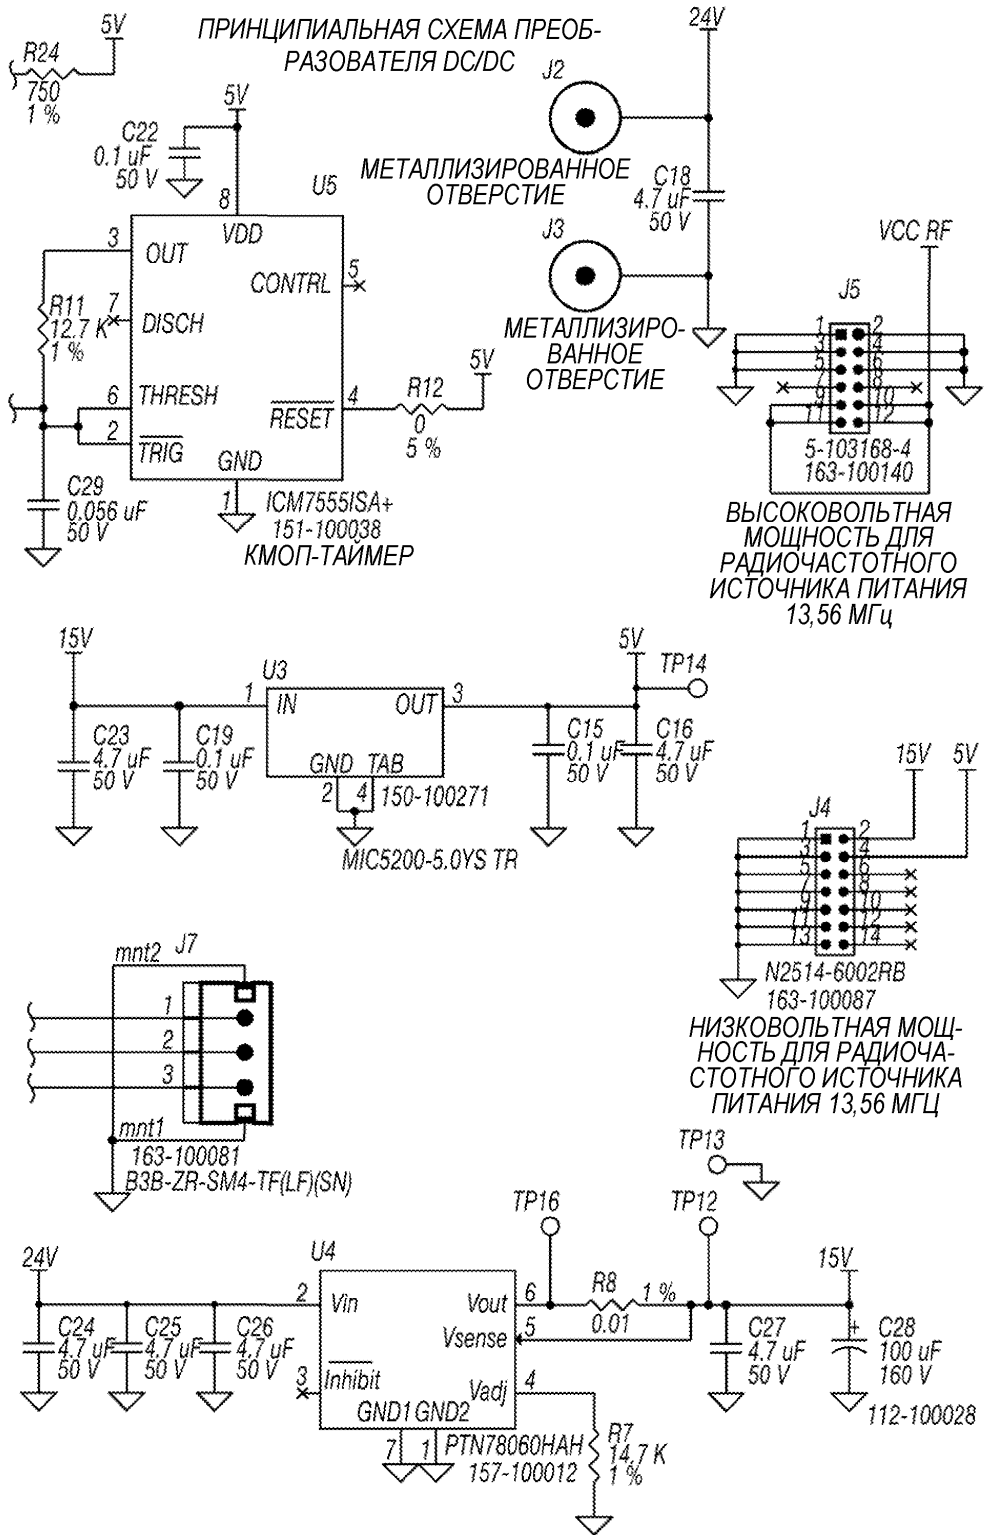 ПРИНЦИПИАЛЬНАЯ СХЕМА ПРЕОБ-
РАЗОВАТЕЛЯ DC/DC
5V
R24
750
1 %
5V
C22
0.1 uF
50 V
U5
8
VDD
3
OUT
5
CONTRL
7
DISCH
R11
12.7 K
1 %
6
THRESH
4
RESET
2
TRIG
GND
1
R12
0
5 %
5V
C29
0.056 uF
50 V
ICM7555ISA+
151-100038
КМОП-ТАЙМЕР
24V
J2
МЕТАЛЛИЗИРОВАННОЕ
ОТВЕРСТИЕ
C18
4.7 uF
50 V
J3
МЕТАЛЛИЗИРО-
ВАННОЕ
ОТВЕРСТИЕ
VCC RF
J5
1 2
3 4
5 6
7 8
9 10
11 12
5-103168-4
163-100140
ВЫСОКОВОЛЬТНАЯ
МОЩНОСТЬ ДЛЯ
РАДИОЧАСТОТНОГО
ИСТОЧНИКА ПИТАНИЯ
13,56 МГц
15V
U3
1
IN
OUT
3
GND TAB
2 4
150-100271
MIC5200-5.0YS TR
C23
4.7 uF
50 V
C19
0.1 uF
50 V
5V
TP14
C15
0.1 uF
50 V
C16
4.7 uF
50 V
15V 5V
J4
1 2
3 4
5 6
7 8
9 10
11 12
13 14
N2514-6002RB
163-100087
НИЗКОВОЛЬТНАЯ МОЩ-
НОСТЬ ДЛЯ РАДИОЧА-
СТОТНОГО ИСТОЧНИКА
ПИТАНИЯ 13,56 МГЦ
mnt2
J7
1
2
3
mnt1
163-100081
B3B-ZR-SM4-TF(LF)(SN)
TP13
TP16
TP12
24V
U4
2
Vin
Vout
6
R8
1 %
0.01
Vsense
5
3
Inhibit
Vadj
4
GND1 GND2
7 1
PTN78060HAH
157-100012
R7
14.7 K
1 %
C24
4.7 uF
50 V
C25
4.7 uF
50 V
C26
4.7 uF
50 V
15V
C27
4.7 uF
50 V
+
C28
100 uF
160 V
112-100028